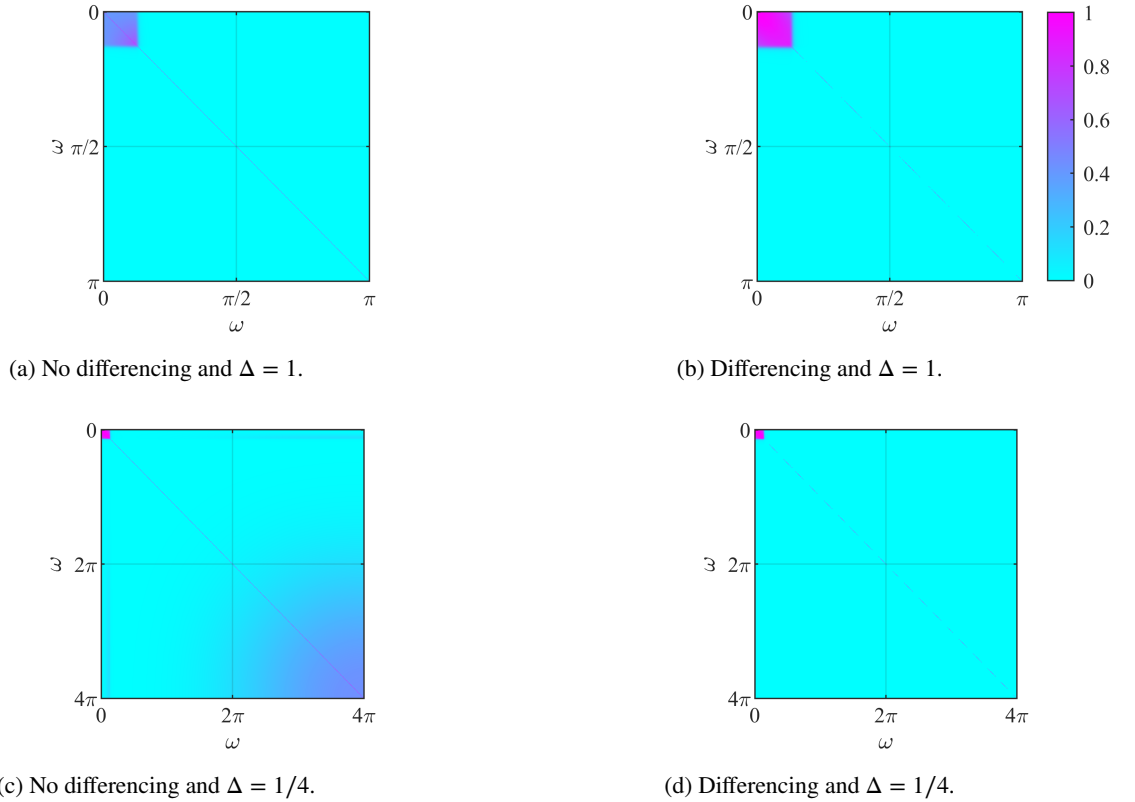 0
ω π/2
π
0 π/2 π
ω
(a) No differencing and Δ = 1.
0
ω π/2
π
0 π/2 π
ω
1
0.8
0.6
0.4
0.2
0
(b) Differencing and Δ = 1.
0
ω 2π
4π
0 2π 4π
ω
(c) No differencing and Δ = 1/4.
0
ω 2π
4π
0 2π 4π
ω
(d) Differencing and Δ = 1/4.